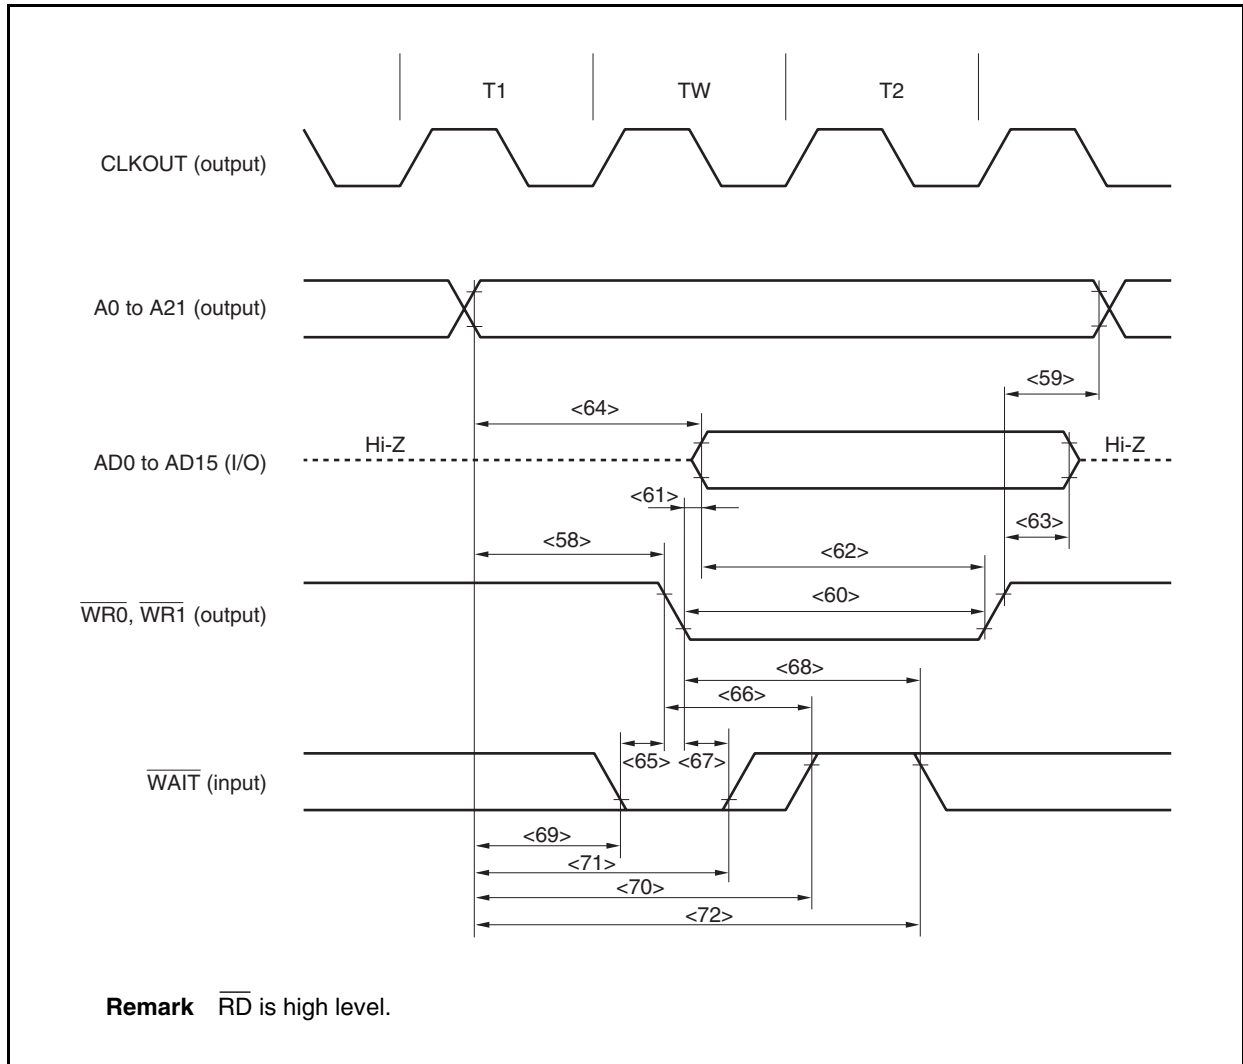 T1 TW T2
CLKOUT (output)
A0 to A21 (output)
<59>
<64>
Hi-Z Hi-Z
AD0 to AD15 (I/O)
<61>
<63>
<58>
<62>
<60>
WR0, WR1 (output)
<68>
<66>
<65> <67>
WAIT (input)
<69>
<71>
<70>
<72>
Remark RD is high level.